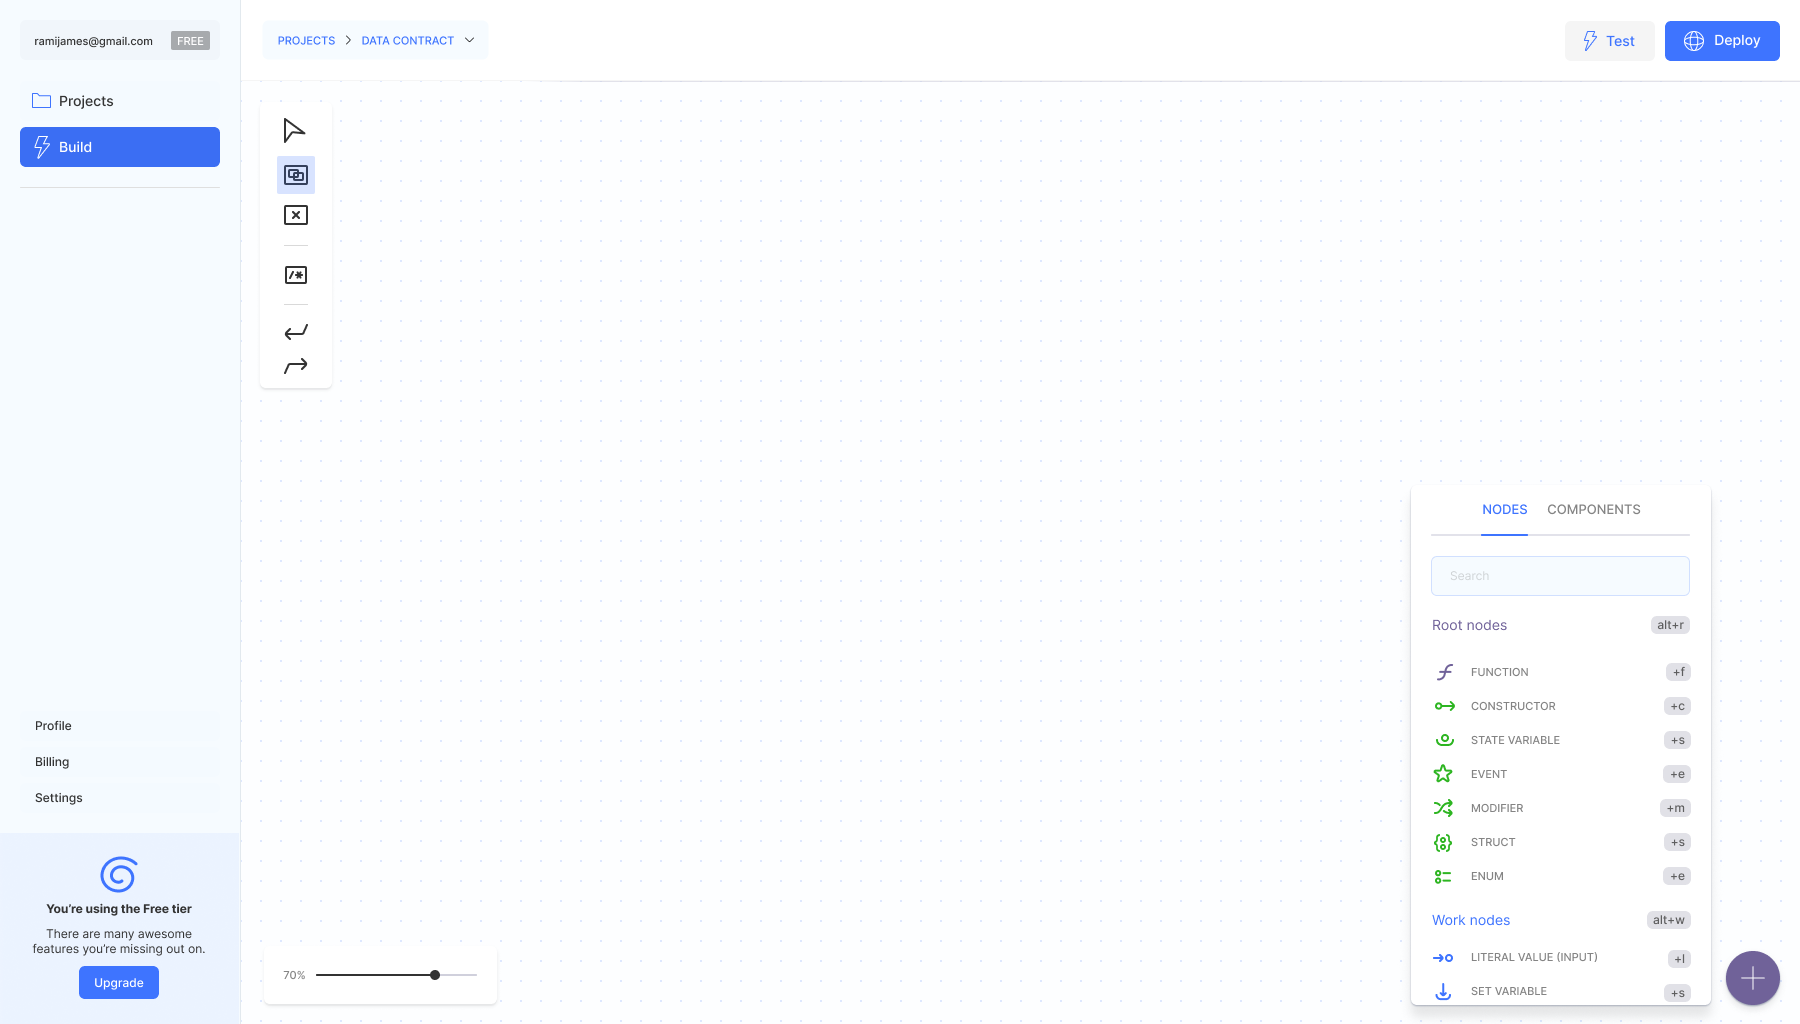 ramijames@gmail.com FREE
Projects
Build
PROJECTS
DATA CONTRACT
Test
Deploy
NODES COMPONENTS
Search
Root nodes alt+r
FUNCTION +f
CONSTRUCTOR +c
STATE VARIABLE +s
EVENT +e
MODIFIER +m
STRUCT +s
ENUM +e
Work nodes alt+w
LITERAL VALUE (INPUT) +l
SET VARIABLE +s
70%
Profile
Billing
Settings
You're using the Free tier
There are many awesome
features you're missing out on.
Upgrade